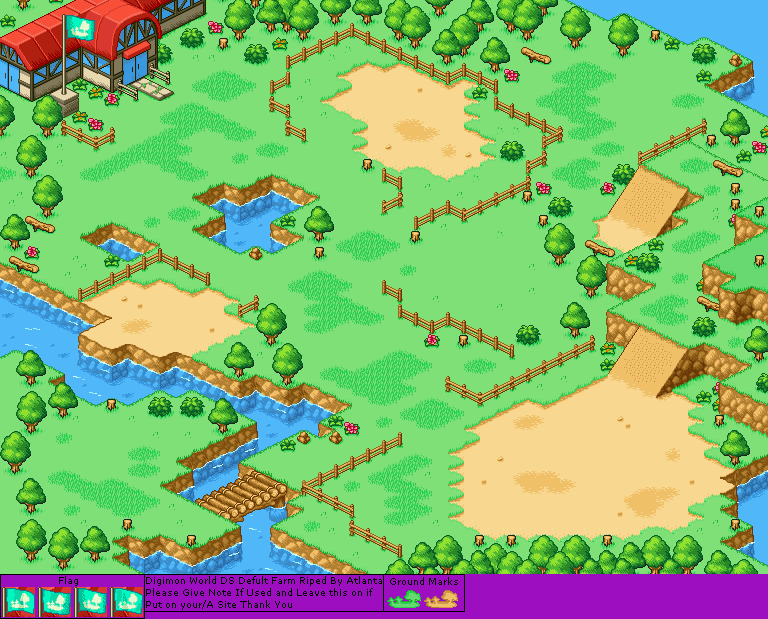 Flag
Digimon World DS Defult Farm Riped By Atlanta
Please Give Note If Used and Leave this on if
Put on your/A Site Thank You
Ground Marks